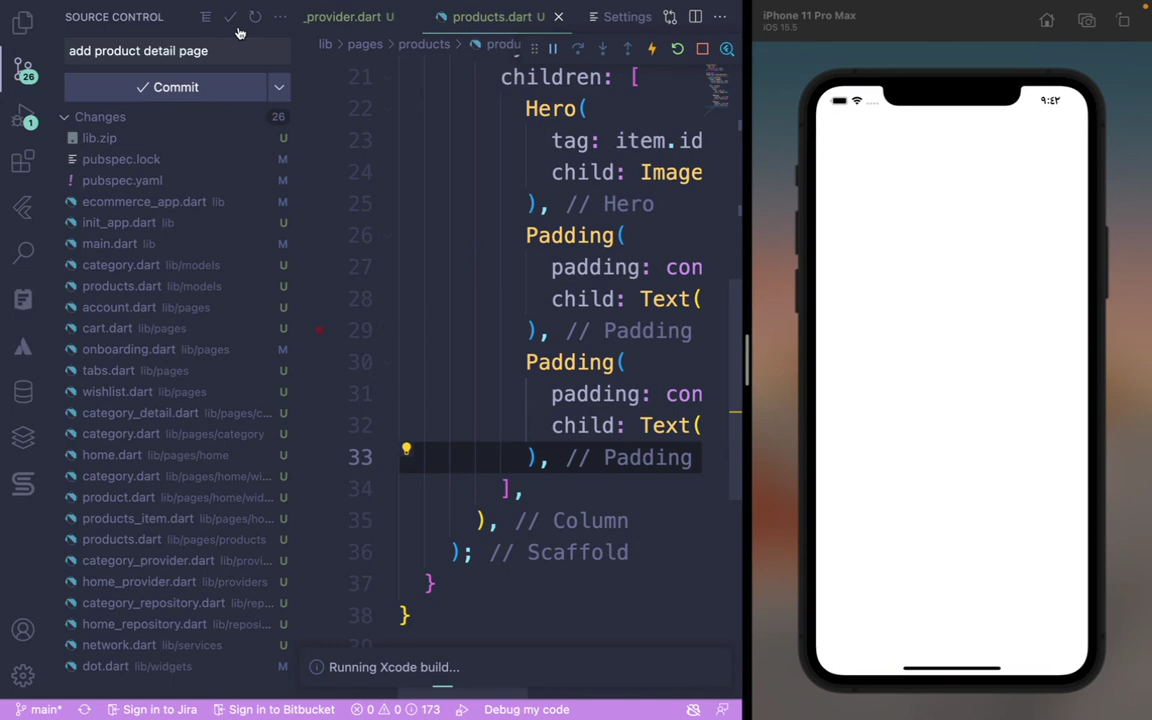 SOURCE CONTROL
add product detail page
Commit
Changes 26
lib.zip U
pubspec.lock M
! pubspec.yaml M
ecommerce_app.dart lib M
init_app.dart lib U
main.dart lib M
category.dart lib/models U
products.dart lib/models U
account.dart lib/pages U
cart.dart lib/pages U
onboarding.dart lib/pages M
tabs.dart lib/pages U
wishlist.dart lib/pages U
category_detail.dart lib/pages/c... U
category.dart lib/pages/category U
home.dart lib/pages/home U
category.dart lib/pages/home/wi... U
product.dart lib/pages/home/wid... U
products_item.dart lib/pages/ho... U
products.dart lib/pages/products U
category_provider.dart lib/provi... U
home_provider.dart lib/providers U
category_repository.dart lib/rep... U
home_repository.dart lib/reposi... U
network.dart lib/services U
dot.dart lib/widgets M
26
1
_provider.dart U
products.dart U
Settings
lib > pages > products > produ
21 children: [
22 Hero(
23 tag: item.id
24 child: Image
25 ), // Hero
26 Padding(
27 padding: con
28 child: Text(
29 ), // Padding
30 Padding(
31 padding: con
32 child: Text(
33 ), // Padding
34 ],
35 ), // Column
36 ); // Scaffold
37 }
38 }
Running Xcode build...
main* Sign in to Jira Sign in to Bitbucket 0 0 173 Debug my code
iPhone 11 Pro Max
iOS 15.5
٩:٤٢